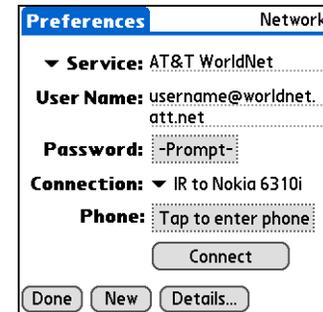 Preferences Network
Service: AT&T WorldNet
User Name: username@worldnet.
att.net
Password: -Prompt-
Connection: IR to Nokia 6310i
Phone: Tap to enter phone
Connect
Done New Details...